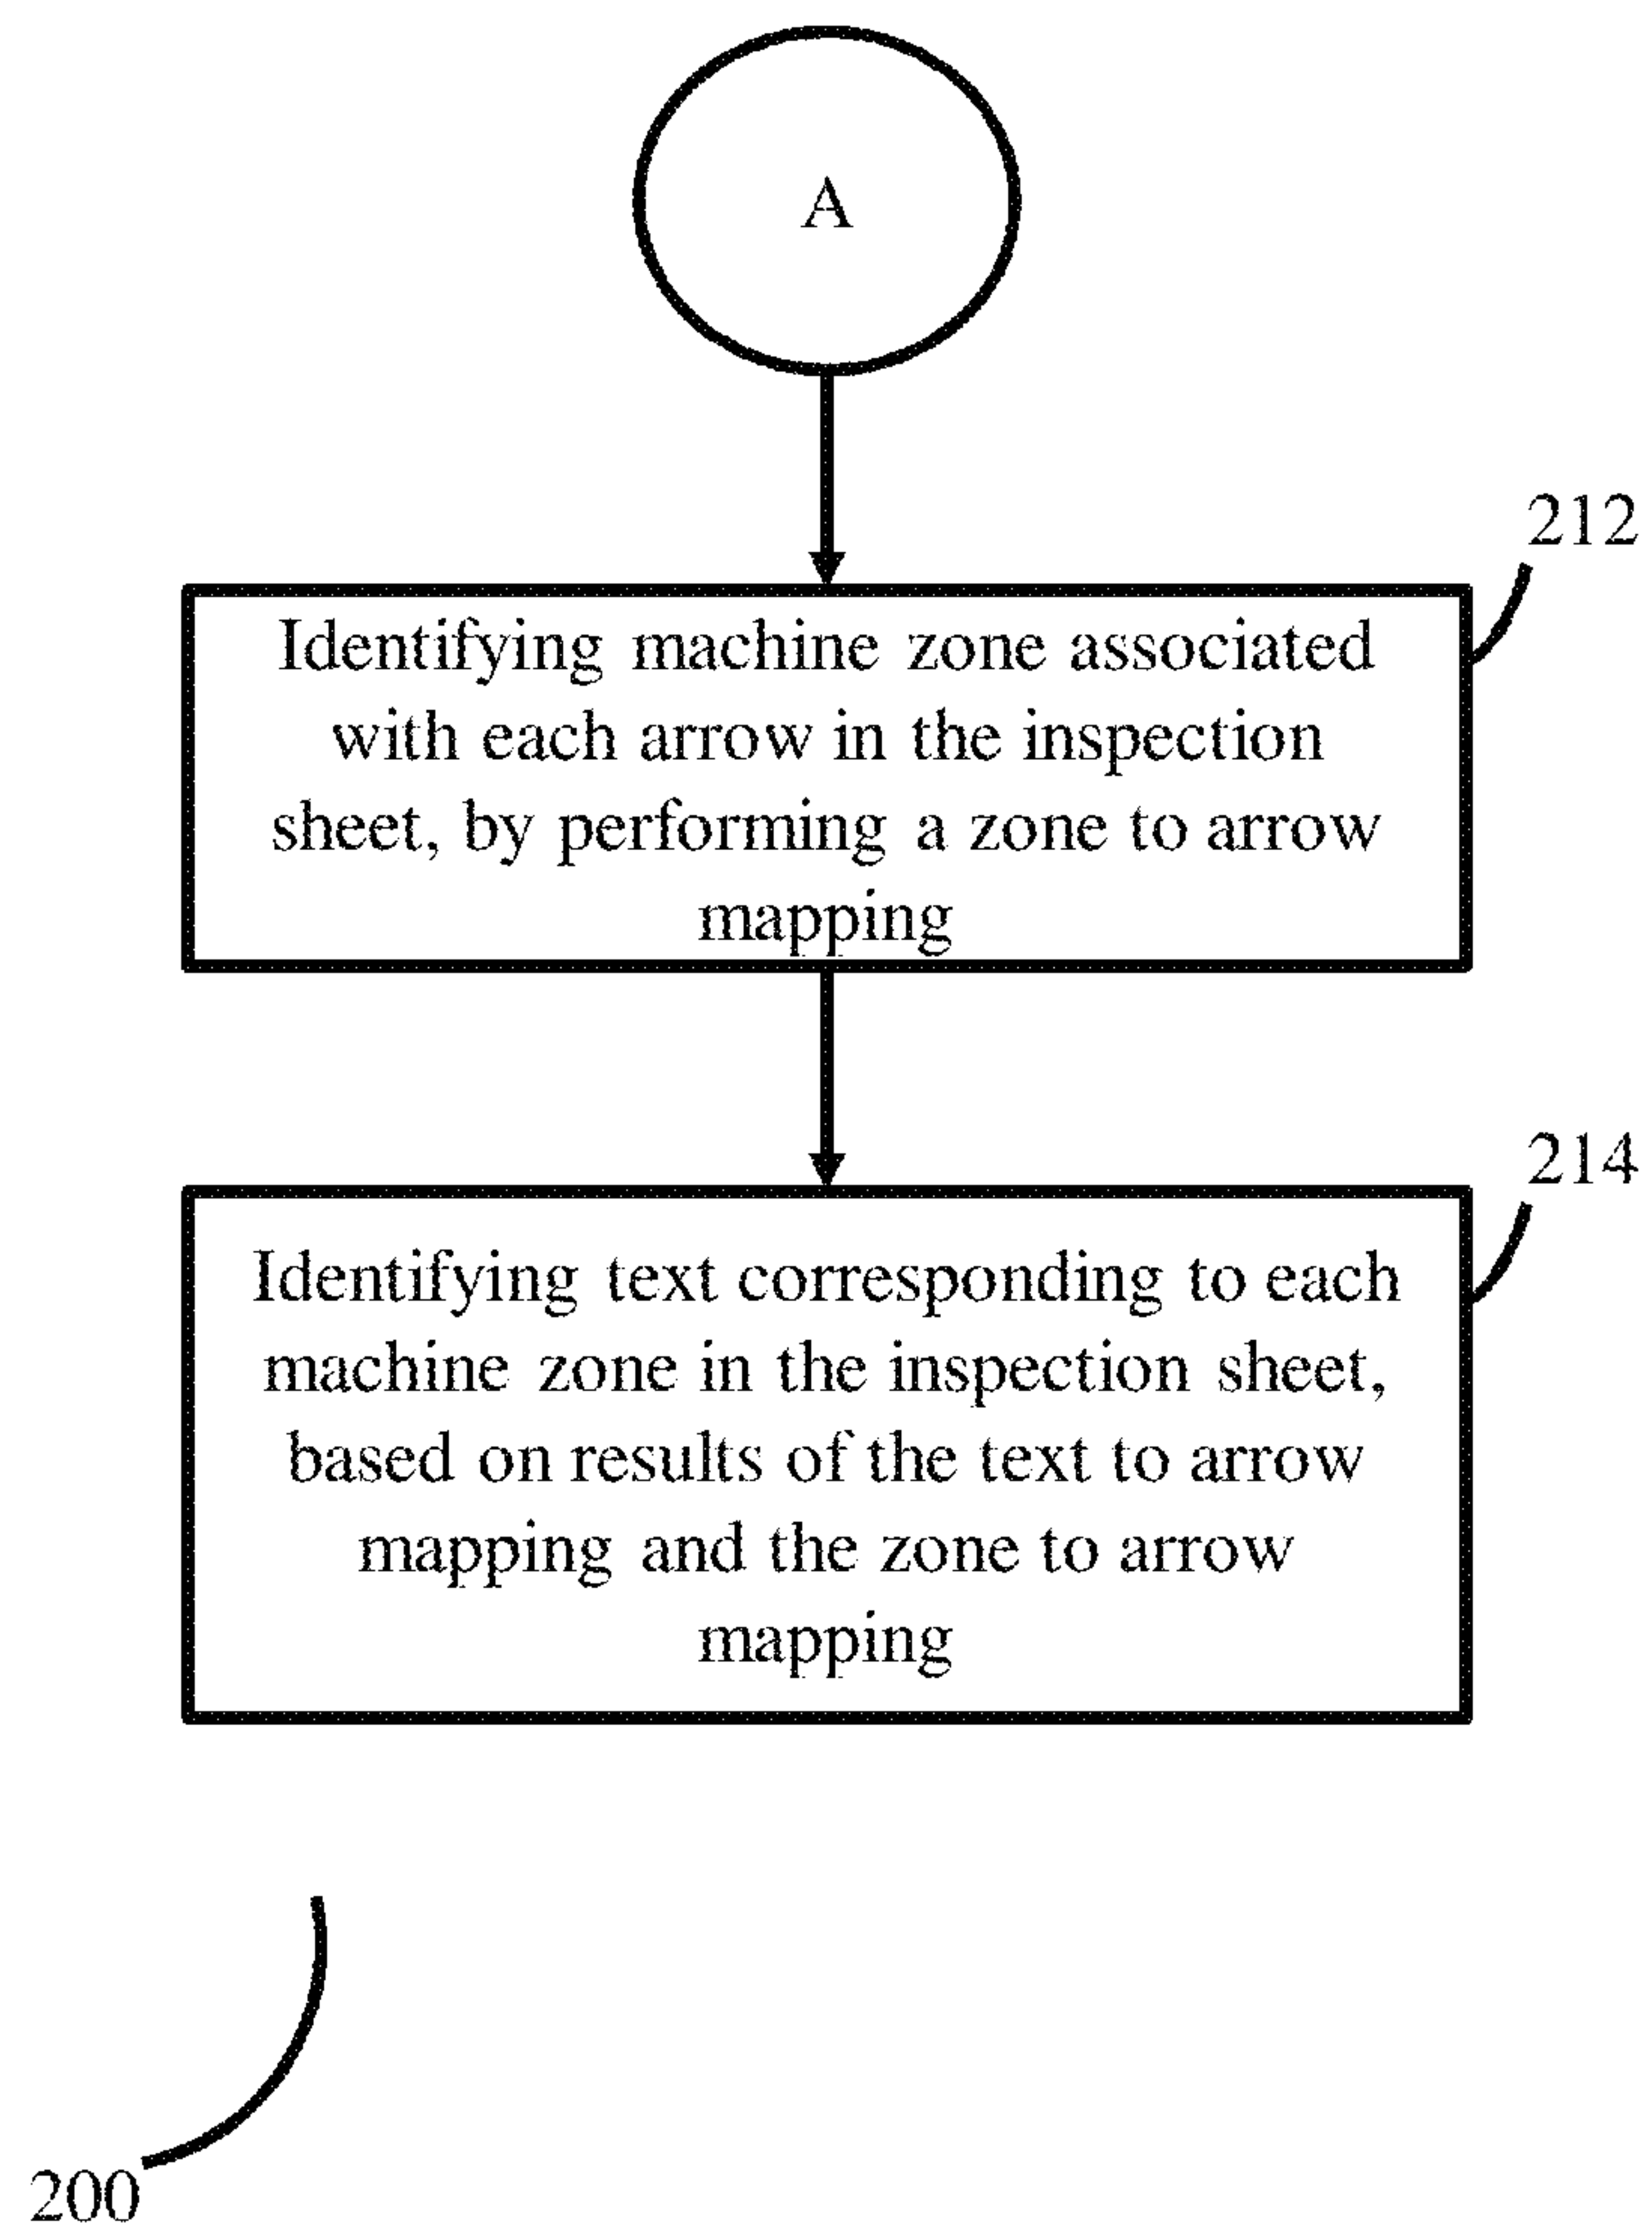 A
212
Identifying machine zone associated
with each arrow in the inspection
sheet, by performing a zone to arrow
mapping
214
Identifying text corresponding to each
machine zone in the inspection sheet,
based on results of the text to arrow
mapping and the zone to arrow
mapping
200